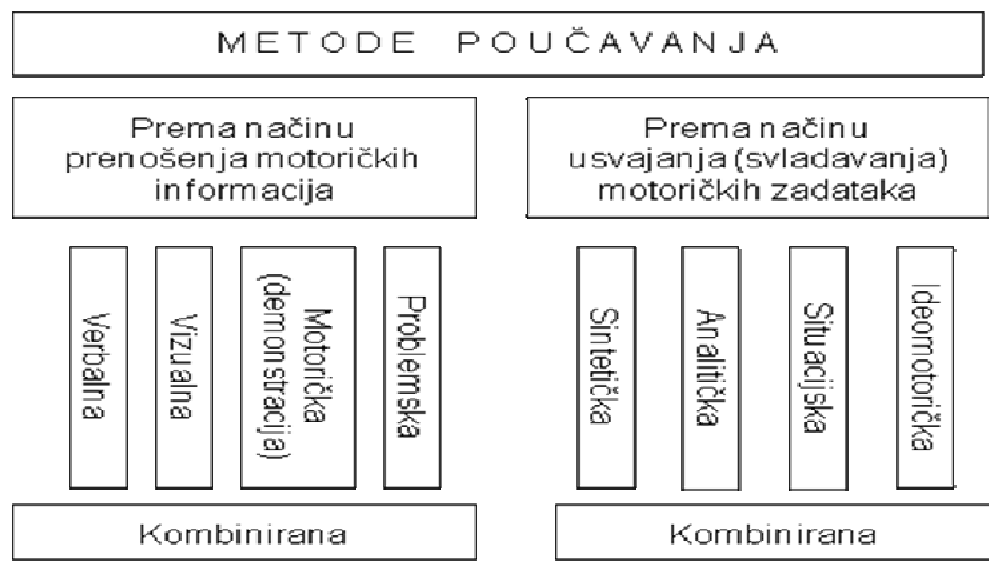 METODE POUČAVANJA
Prema načinu
prenošenja motoričkih
informacija
Prema načinu
usvajanja (svladavanja)
motoričkih zadataka
Verbalna
Vizualna
Motorička
(demonstracija)
Problemska
Sintetička
Analitička
Situacijska
Ideomotorička
Kombinirana
Kombinirana